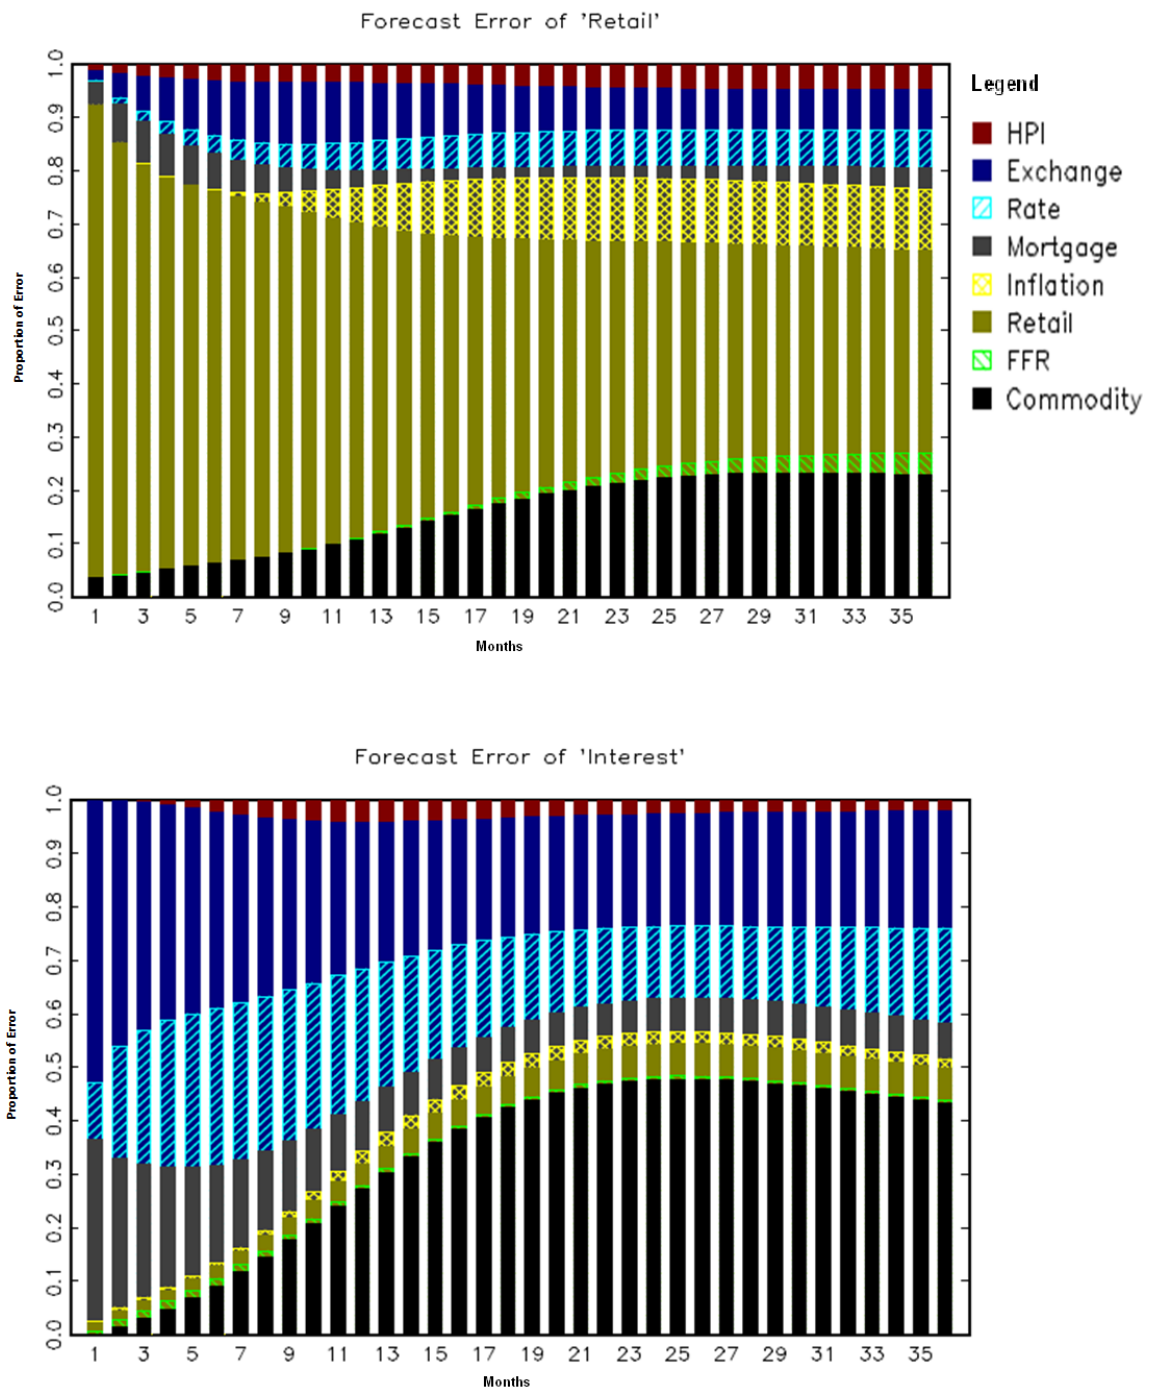 Forecast Error of 'Retail'
Proportion of Error
1.0
0.9
0.8
0.7
0.6
0.5
0.4
0.3
0.2
0.1
0.0
1 3 5 7 9 11 13 15 17 19 21 23 25 27 29 31 33 35
Months
Legend
HPI
Exchange
Rate
Mortgage
Inflation
Retail
FFR
Commodity
Forecast Error of 'Interest'
Proportion of Error
1.0
0.9
0.8
0.7
0.6
0.5
0.4
0.3
0.2
0.1
0.0
1 3 5 7 9 11 13 15 17 19 21 23 25 27 29 31 33 35
Months